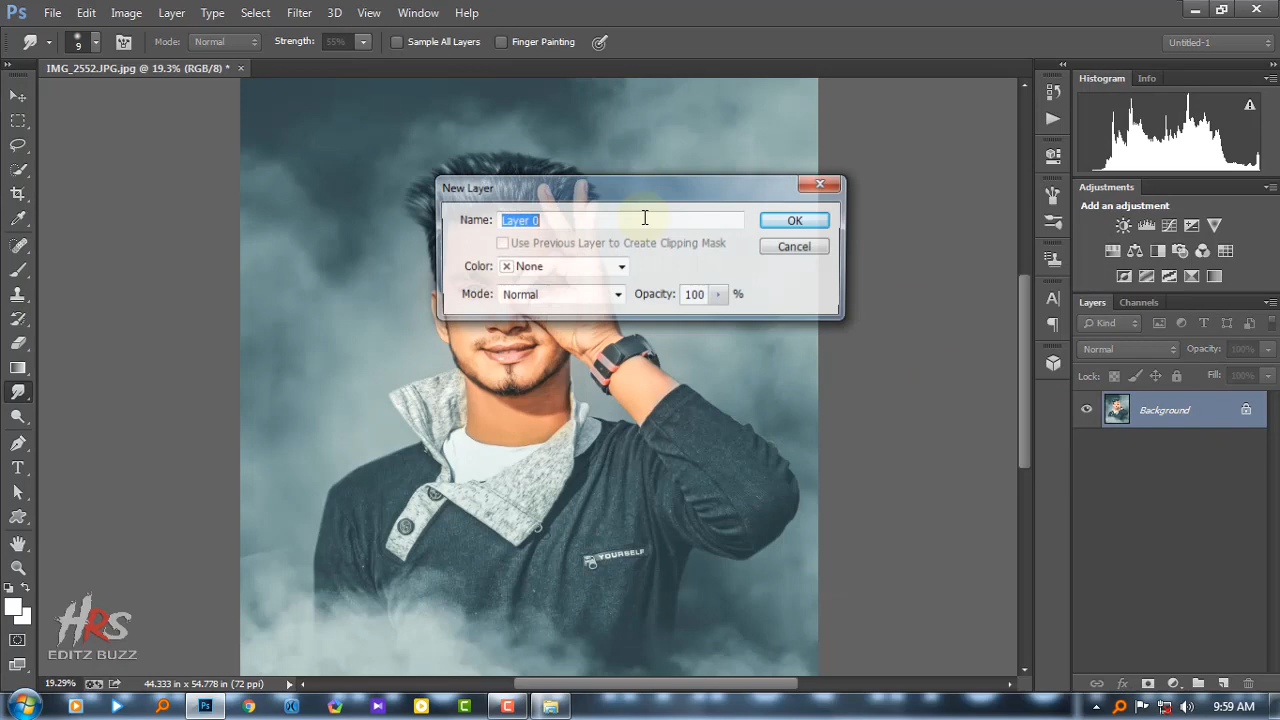 Ps File Edit Image Layer Type Select Filter 3D View Window Help
9 Mode: Normal Strength: 55% Sample All Layers Finger Painting Untitled-1
IMG_2552.JPG.jpg @ 19.3% (RGB/8) * ×
Histogram Info
New Layer
Name: Layer 0 OK
Use Previous Layer to Create Clipping Mask Cancel
Color: None
Mode: Normal Opacity: 100 %
Adjustments
Add an adjustment
Layers Channels
Kind
Normal Opacity: 100%
Lock: Fill: 100%
Background
YOURSELF
HRS
EDITZ BUZZ
19.29% 44.333 in x 54.778 in (72 ppi)
Ps 9:59 AM